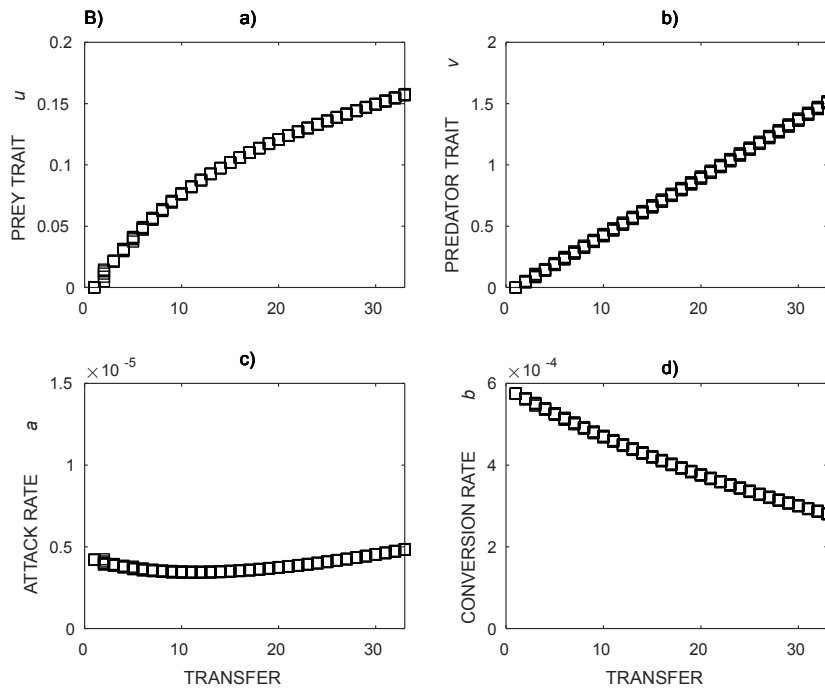 B)
a)
b)
0.2
0.15
0.1
0.05
0
PREY TRAIT u
0
10
20
30
2
1.5
1
0.5
0
PREDATOR TRAIT v
0
10
20
30
c)
d)
× 10 -5
1.5
1
0.5
0
ATTACK RATE a
0
10
20
30
TRANSFER
× 10 -4
6
4
2
0
CONVERSION RATE b
0
10
20
30
TRANSFER